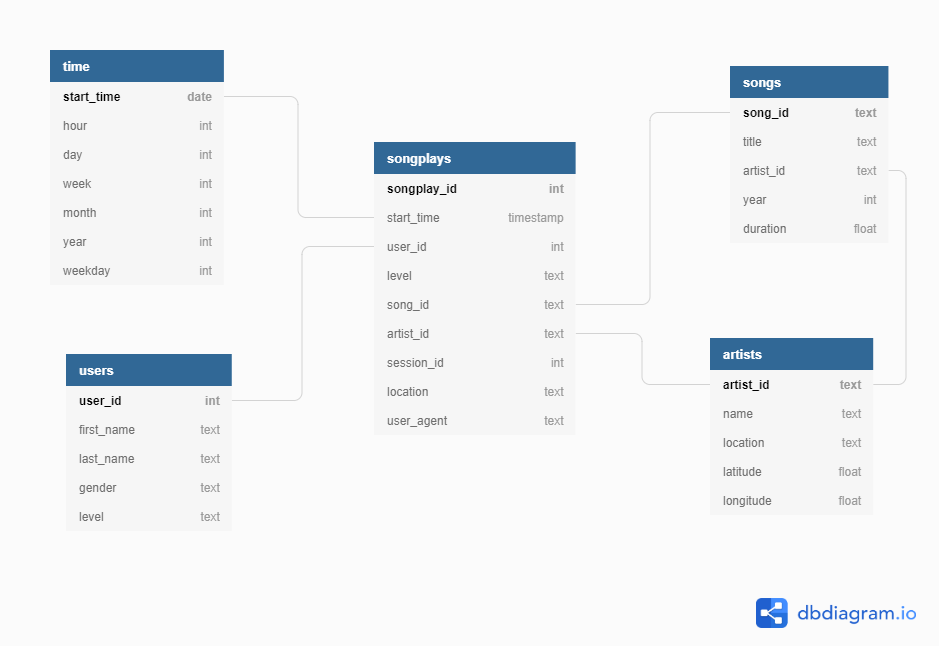 time
start_time date
hour int
day int
week int
month int
year int
weekday int
users
user_id int
first_name text
last_name text
gender text
level text
songplays
songplay_id int
start_time timestamp
user_id int
level text
song_id text
artist_id text
session_id int
location text
user_agent text
songs
song_id text
title text
artist_id text
year int
duration float
artists
artist_id text
name text
location text
latitude float
longitude float
dbdiagram.io